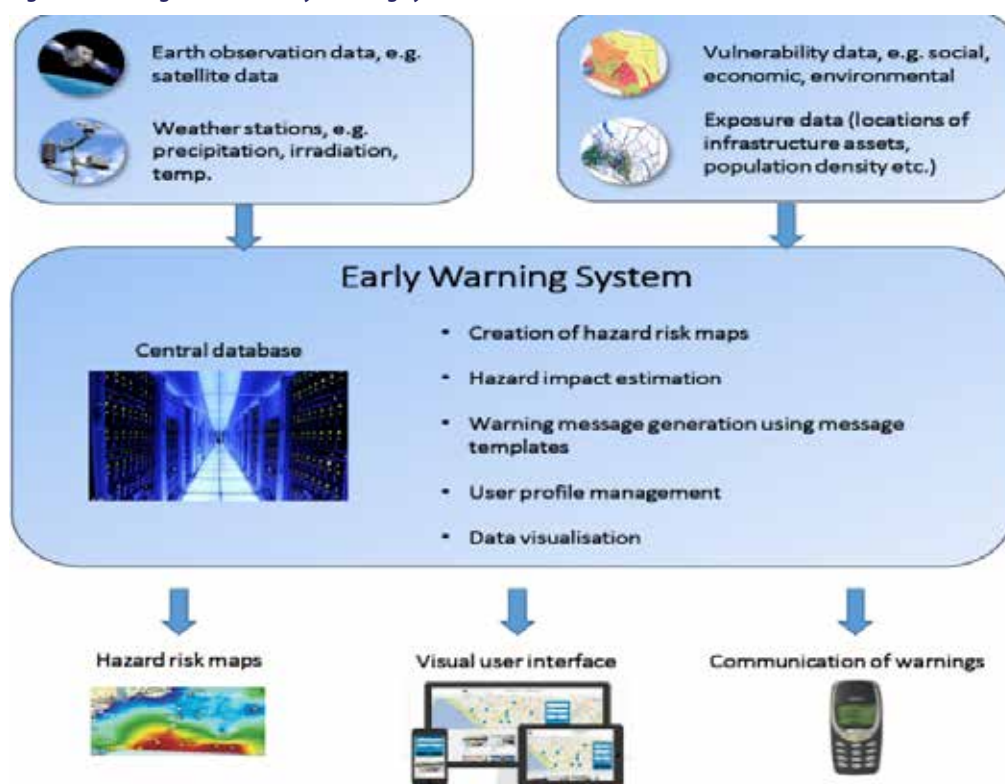 Earth observation data, e.g.
satellite data
Weather stations, e.g.
precipitation, irradiation,
temp.
Vulnerability data, e.g. social,
economic, environmental
Exposure data (locations of
infrastructure assets,
population density etc.)
Early Warning System
Central database
• Creation of hazard risk maps
• Hazard impact estimation
• Warning message generation using message
templates
• User profile management
• Data visualisation
Hazard risk maps
Visual user interface
Communication of warnings